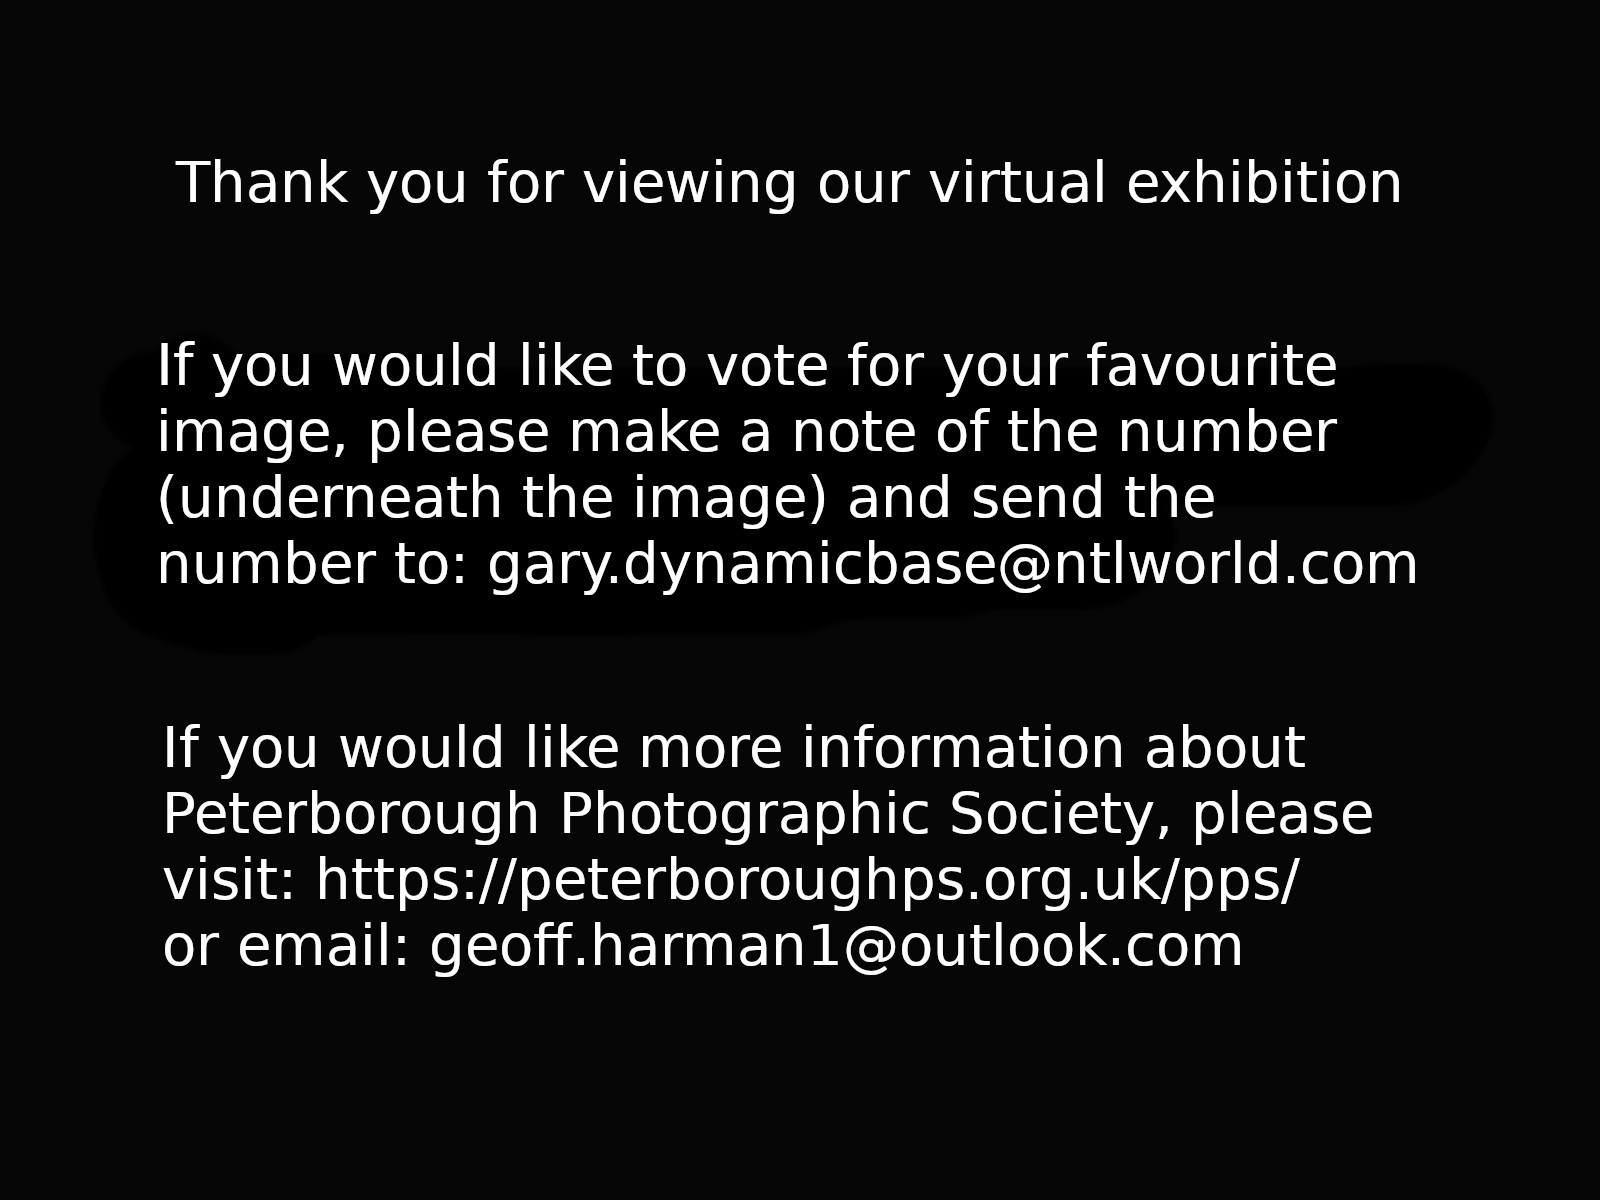 Thank you for viewing our virtual exhibition
If you would like to vote for your favourite
image, please make a note of the number
(underneath the image) and send the
number to: gary.dynamicbase@ntlworld.com
If you would like more information about
Peterborough Photographic Society, please
visit: https://peterboroughps.org.uk/pps/
or email: geoff.harman1@outlook.com